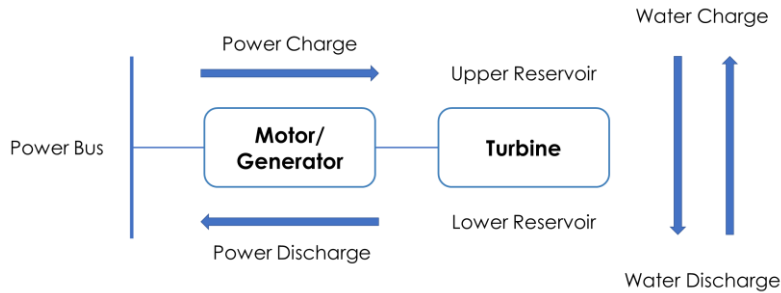 Water Charge
Power Charge
Upper Reservoir
Power Bus
Motor/
Generator
Turbine
Lower Reservoir
Power Discharge
Water Discharge